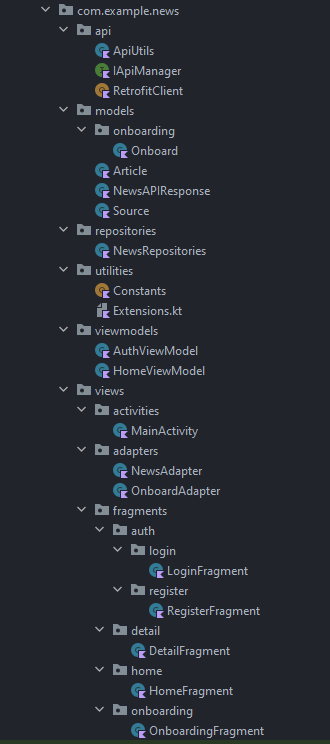 com.example.news
api
ApiUtils
IApiManager
RetrofitClient
models
onboarding
Onboard
Article
NewsAPIResponse
Source
repositories
NewsRepositories
utilities
Constants
Extensions.kt
viewmodels
AuthViewModel
HomeViewModel
views
activities
MainActivity
adapters
NewsAdapter
OnboardAdapter
fragments
auth
login
LoginFragment
register
RegisterFragment
detail
DetailFragment
home
HomeFragment
onboarding
OnboardingFragment